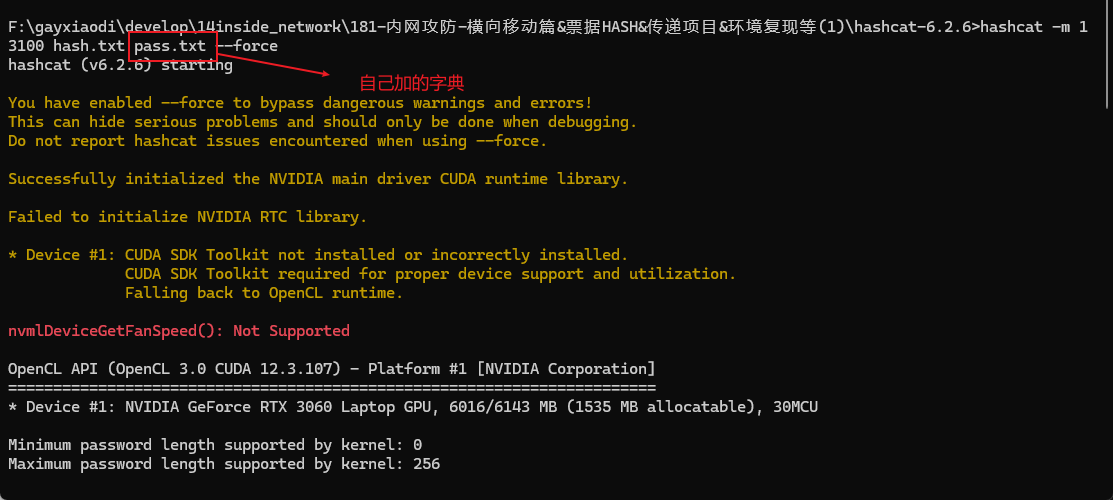 F:\gayxiaodi\develop\14inside_network\181-内网攻防-横向移动篇&票据HASH&传递项目&环境复现等(1)\hashcat-6.2.6>hashcat -m 1
3100 hash.txt pass.txt --force
hashcat (v6.2.6) starting
自己加的字典
You have enabled --force to bypass dangerous warnings and errors!
This can hide serious problems and should only be done when debugging.
Do not report hashcat issues encountered when using --force.
Successfully initialized the NVIDIA main driver CUDA runtime library.
Failed to initialize NVIDIA RTC library.
* Device #1: CUDA SDK Toolkit not installed or incorrectly installed.
CUDA SDK Toolkit required for proper device support and utilization.
Falling back to OpenCL runtime.
nvmlDeviceGetFanSpeed(): Not Supported
OpenCL API (OpenCL 3.0 CUDA 12.3.107) - Platform #1 [NVIDIA Corporation]
========================================================================
* Device #1: NVIDIA GeForce RTX 3060 Laptop GPU, 6016/6143 MB (1535 MB allocatable), 30MCU
Minimum password length supported by kernel: 0
Maximum password length supported by kernel: 256